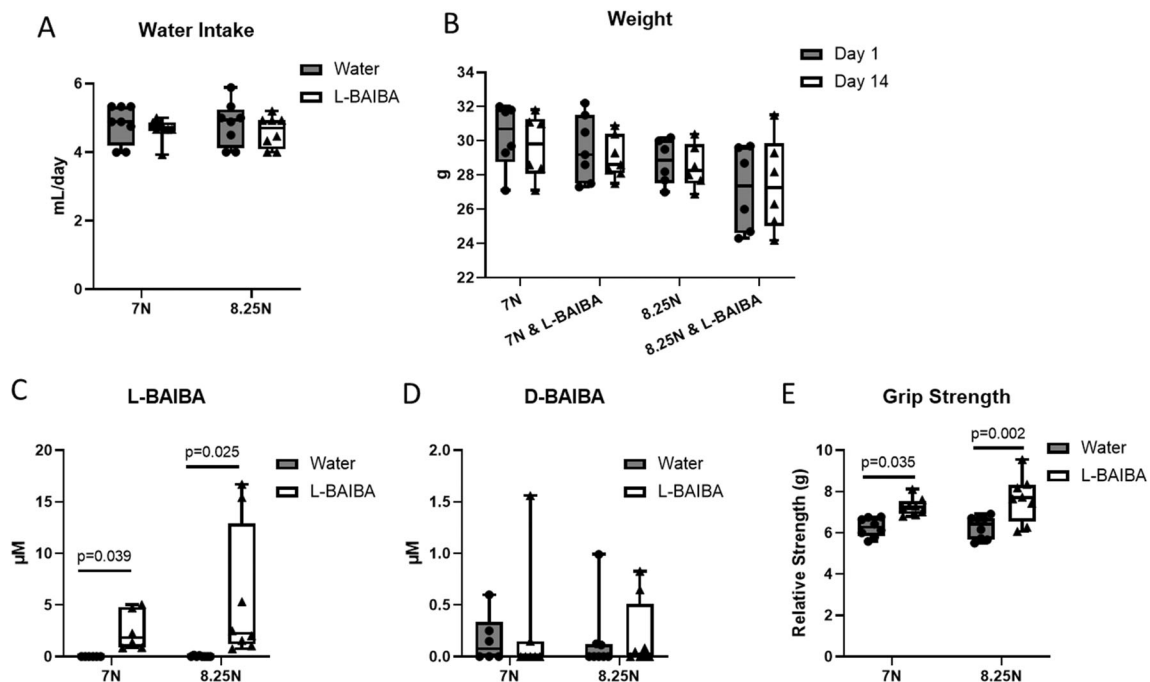 A
Water Intake
Water
L-BAIBA
6
4
2
0
mL/day
7N
8.25N
B
Weight
Day 1
Day 14
34
32
30
28
26
24
22
g
7N
7N & L-BAIBA
8.25N
8.25N & L-BAIBA
C
L-BAIBA
Water
L-BAIBA
20
15
10
5
0
µM
p=0.039
p=0.025
7N
8.25N
D
D-BAIBA
Water
L-BAIBA
2.0
1.5
1.0
0.5
0.0
µM
7N
8.25N
E
Grip Strength
Water
L-BAIBA
10
8
6
4
2
0
Relative Strength (g)
p=0.035
p=0.002
7N
8.25N